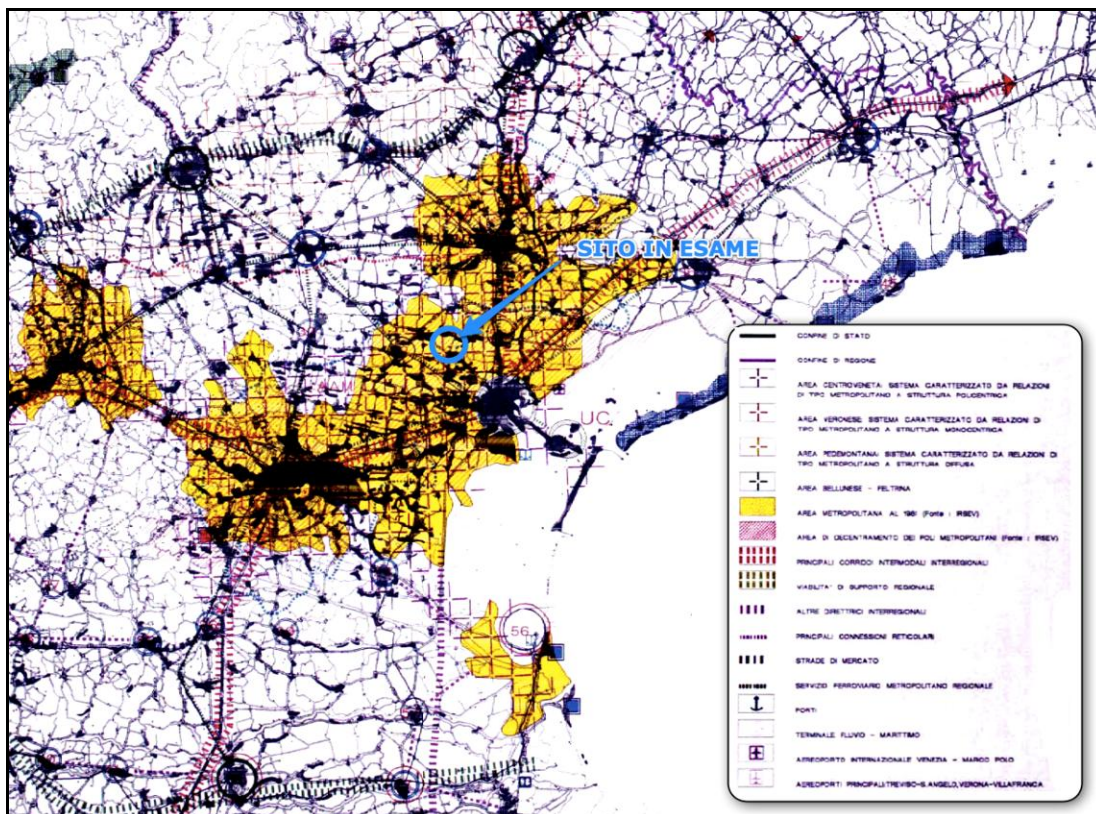 SITO IN ESAME
UC
56
CONFINE DI STATO
CONFINE DI REGIONE
AREA CENTROVENETA: SISTEMA CARATTERIZZATO DA RELAZIONI
DI TIPO METROPOLITANO A STRUTTURA POLICENTRICA
AREA VERONESE: SISTEMA CARATTERIZZATO DA RELAZIONI DI
TIPO METROPOLITANO A STRUTTURA MONOCENTRICA
AREA PEDEMONTANA: SISTEMA CARATTERIZZATO DA RELAZIONI DI
TIPO METROPOLITANO A STRUTTURA DIFFUSA
AREA BELLUNESE - FELTRINA
AREA METROPOLITANA AL 1981 (Fonte : IRSEV)
AREA DI DECENTRAMENTO DEI POLI METROPOLITANI (Fonte : IRSEV)
PRINCIPALI CORRIDOI INTERMODALI INTERREGIONALI
VIABILITA' DI SUPPORTO REGIONALE
ALTRE DIRETTRICI INTERREGIONALI
PRINCIPALI CONNESSIONI RETICOLARI
STRADE DI MERCATO
SERVIZIO FERROVIARIO METROPOLITANO REGIONALE
PORTI
TERMINALE FLUVIO - MARITTIMO
AEREOPORTO INTERNAZIONALE VENEZIA - MARCO POLO
AEREOPORTI PRINCIPALI: TREVISO-S.ANGELO, VERONA-VILLAFRANCA